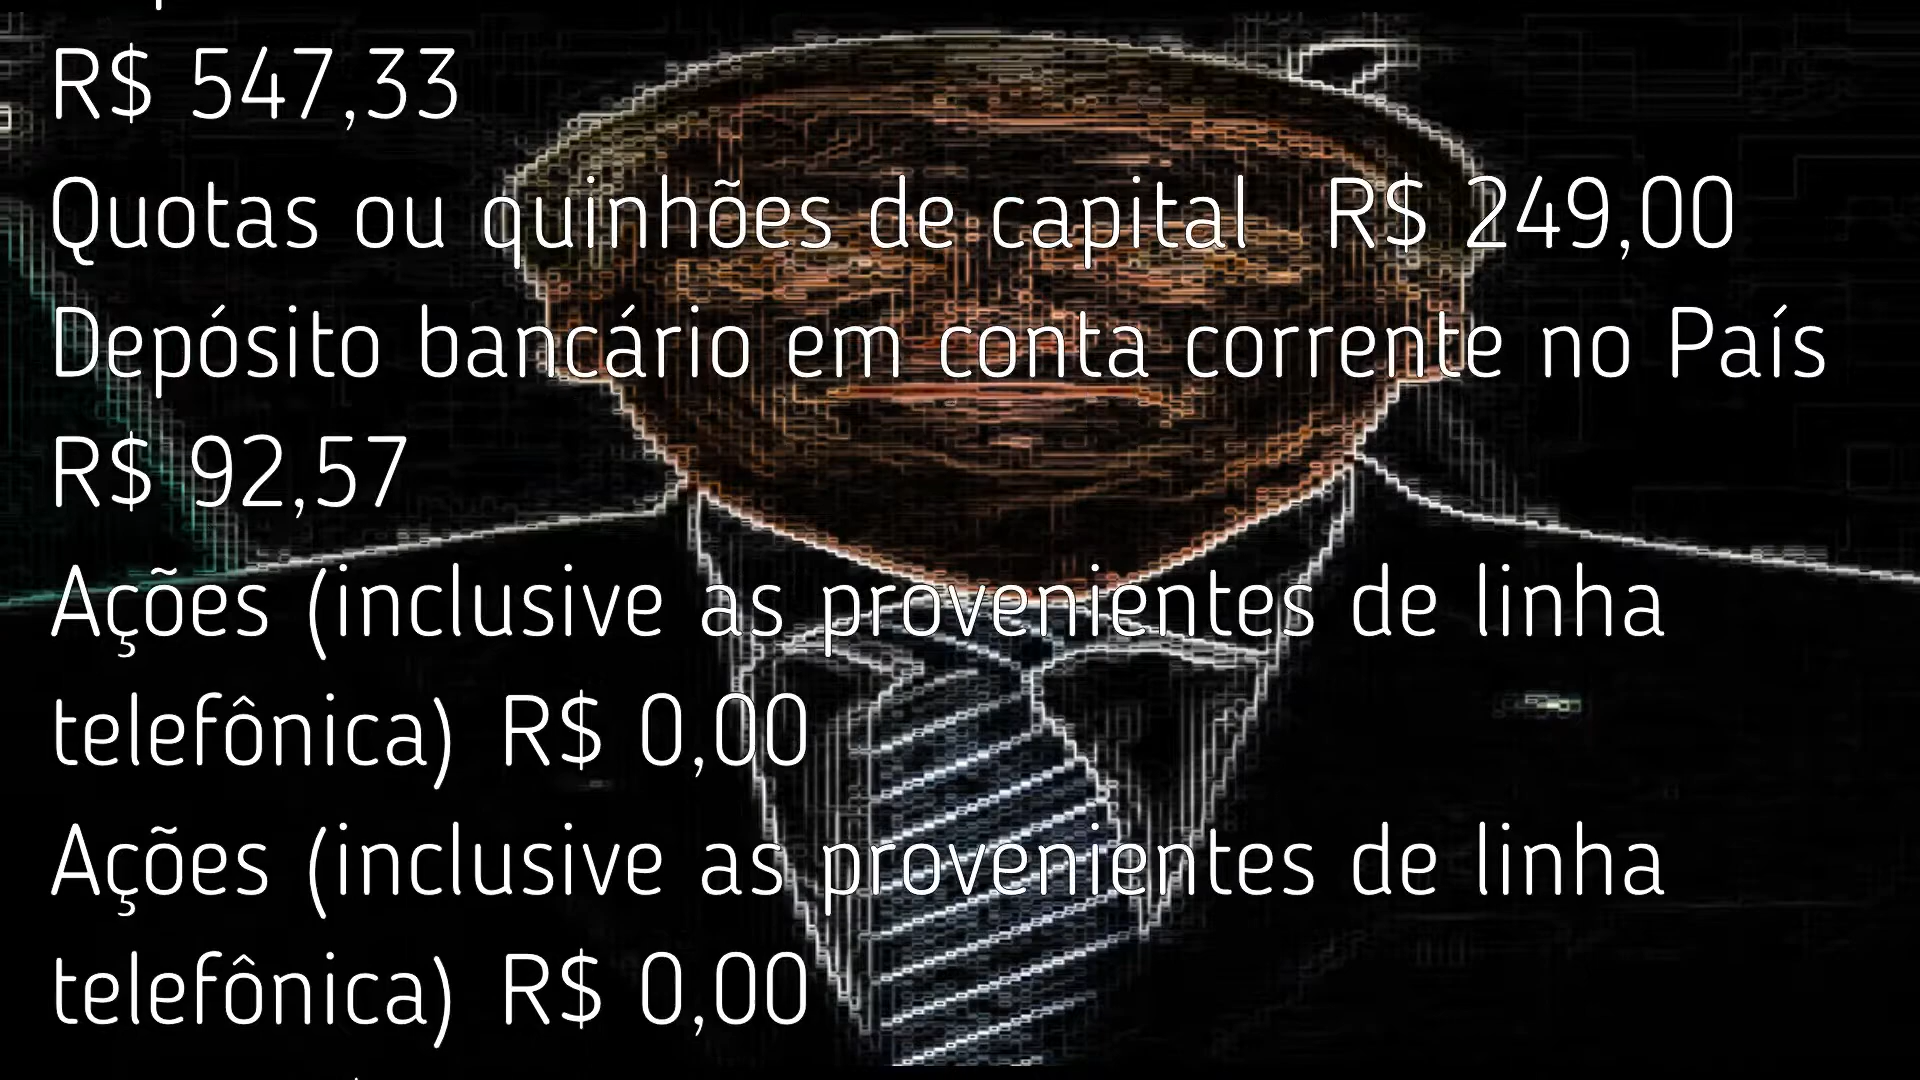 R$ 547,33
Quotas ou quinhões de capital R$ 249,00
Depósito bancário em conta corrente no País
R$ 92,57
Ações (inclusive as provenientes de linha
telefônica) R$ 0,00
Ações (inclusive as provenientes de linha
telefônica) R$ 0,00